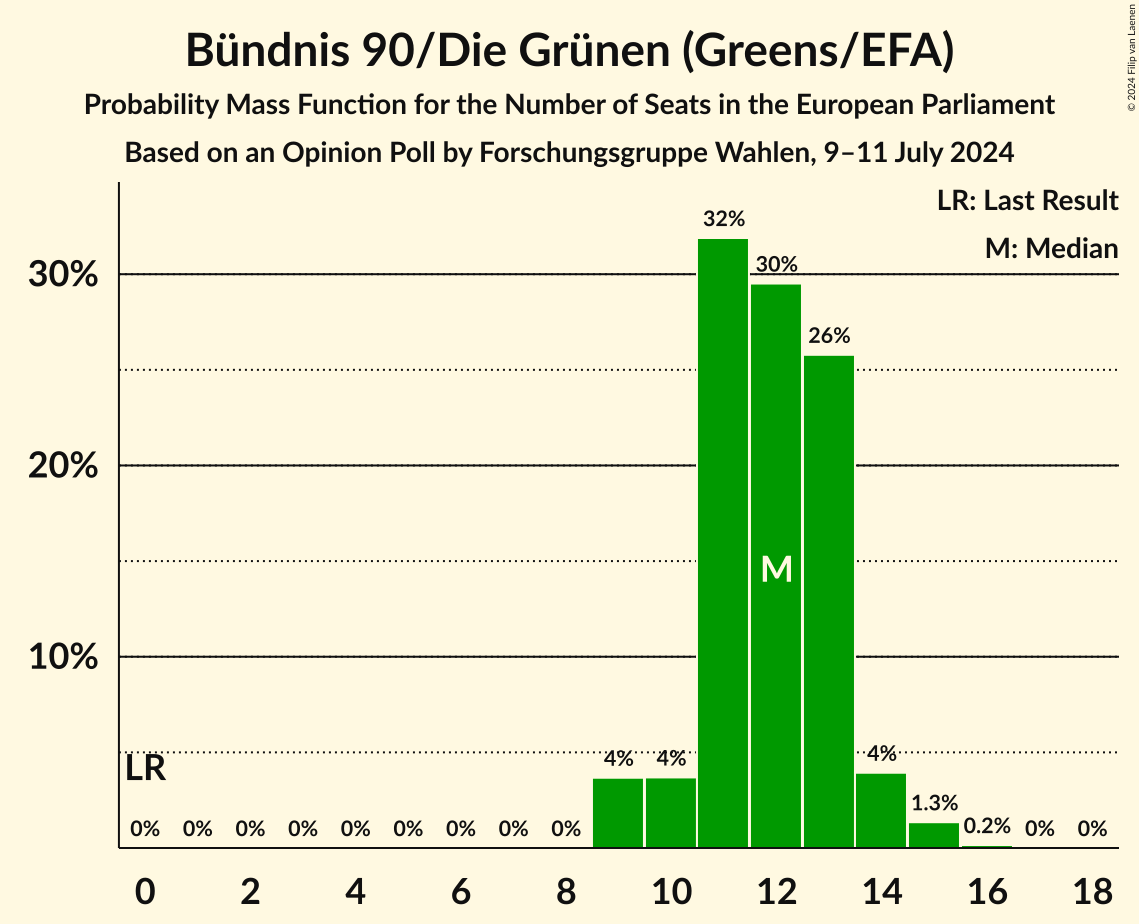 Bündnis 90/Die Grünen (Greens/EFA)
Probability Mass Function for the Number of Seats in the European Parliament
Based on an Opinion Poll by Forschungsgruppe Wahlen, 9–11 July 2024
© 2024 Filip van Laenen
LR: Last Result
M: Median
32%
30%
30%
26%
20%
M
10%
LR
4%
4%
4%
1.3%
0.2%
0% 0% 0% 0% 0% 0% 0% 0% 0% 0% 0%
0 2 4 6 8 10 12 14 16 18